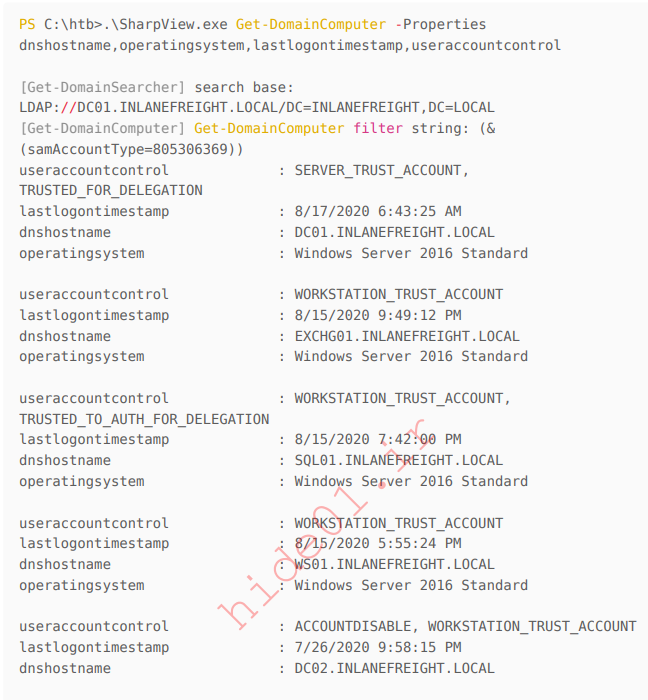 PS C:\htb>.\SharpView.exe Get-DomainComputer -Properties
dnshostname,operatingsystem,lastlogontimestamp,useraccountcontrol
[Get-DomainSearcher] search base:
LDAP://DC01.INLANEFREIGHT.LOCAL/DC=INLANEFREIGHT,DC=LOCAL
[Get-DomainComputer] Get-DomainComputer filter string: (&
(samAccountType=805306369))
useraccountcontrol : SERVER_TRUST_ACCOUNT,
TRUSTED_FOR_DELEGATION
lastlogontimestamp : 8/17/2020 6:43:25 AM
dnshostname : DC01.INLANEFREIGHT.LOCAL
operatingsystem : Windows Server 2016 Standard
useraccountcontrol : WORKSTATION_TRUST_ACCOUNT
lastlogontimestamp : 8/15/2020 9:49:12 PM
dnshostname : EXCHG01.INLANEFREIGHT.LOCAL
operatingsystem : Windows Server 2016 Standard
useraccountcontrol : WORKSTATION_TRUST_ACCOUNT,
TRUSTED_TO_AUTH_FOR_DELEGATION
lastlogontimestamp : 8/15/2020 7:42:00 PM
dnshostname : SQL01.INLANEFREIGHT.LOCAL
operatingsystem : Windows Server 2016 Standard
useraccountcontrol : WORKSTATION_TRUST_ACCOUNT
lastlogontimestamp : 8/15/2020 5:55:24 PM
dnshostname : WS01.INLANEFREIGHT.LOCAL
operatingsystem : Windows Server 2016 Standard
useraccountcontrol : ACCOUNTDISABLE, WORKSTATION_TRUST_ACCOUNT
lastlogontimestamp : 7/26/2020 9:58:15 PM
dnshostname : DC02.INLANEFREIGHT.LOCAL
hide01.ir